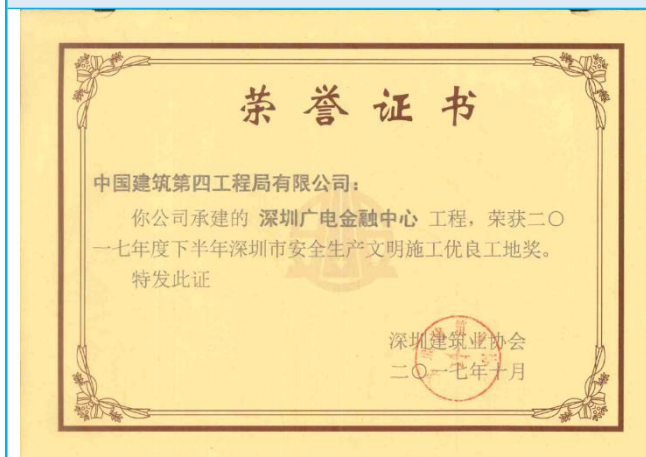 荣誉证书
中国建筑第四工程局有限公司：
你公司承建的 深圳广电金融中心 工程，荣获二〇
一七年度下半年深圳市安全生产文明施工优良工地奖。
特发此证
深圳建筑业协会
二〇一七年十月